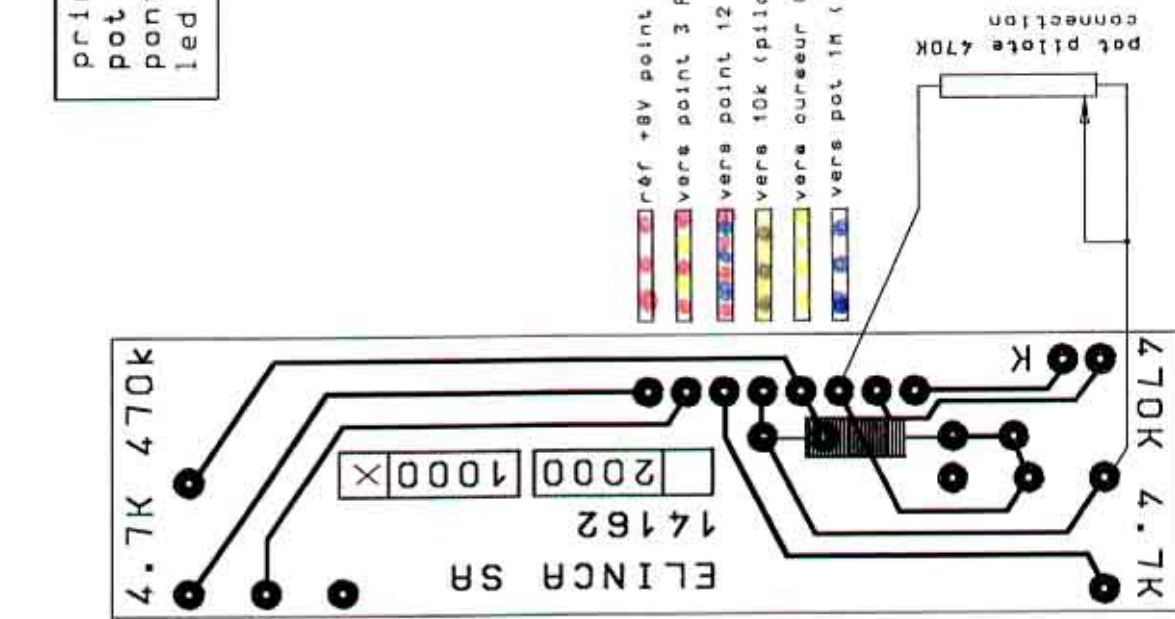 prin
pot
pon
led
réf +8V point
vers point 3
vers point 12
vers 10k (pilo
vers curseur
vers pot 1M (
pot pilote 470K
connection
4.7K 470k
470K 4.7K
K
1000 X
2000
14162
ELINCA SA